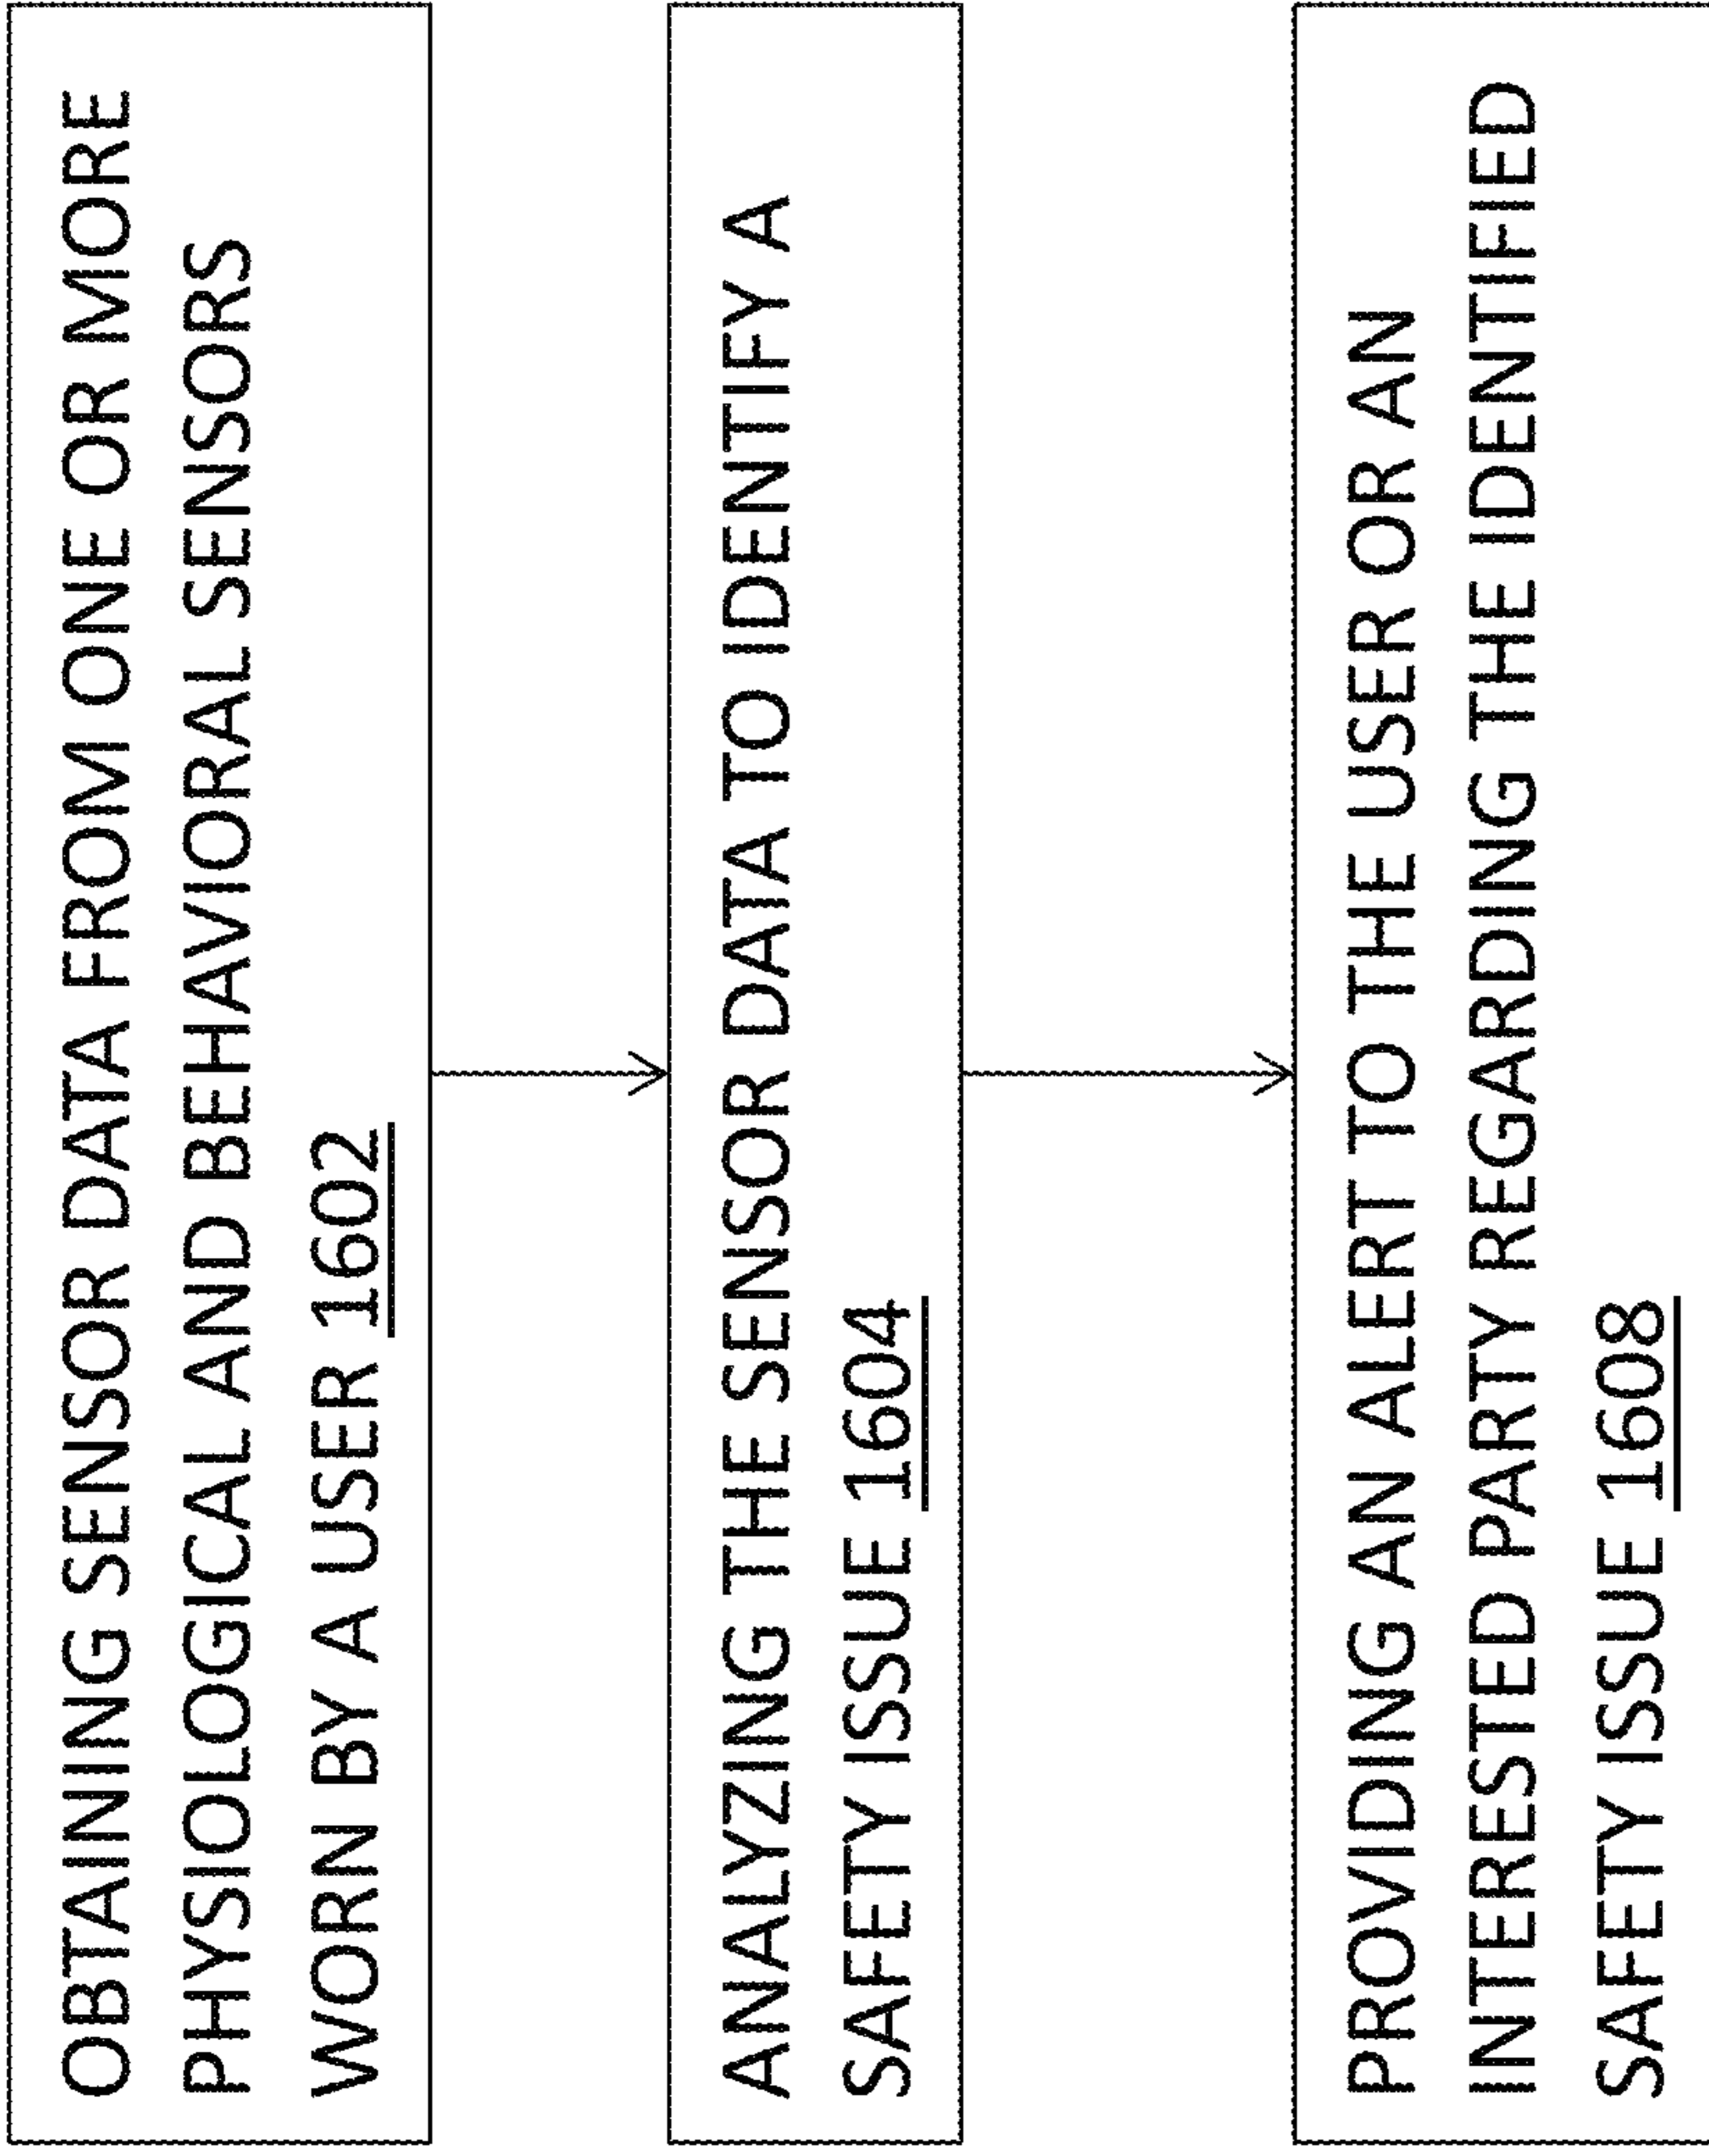 OBTAINING SENSOR DATA FROM ONE OR MORE
PHYSIOLOGICAL AND BEHAVIORAL SENSORS
WORN BY A USER 1602
ANALYZING THE SENSOR DATA TO IDENTIFY A
SAFETY ISSUE 1604
PROVIDING AN ALERT TO THE USER OR AN
INTERESTED PARTY REGARDING THE IDENTIFIED
SAFETY ISSUE 1608